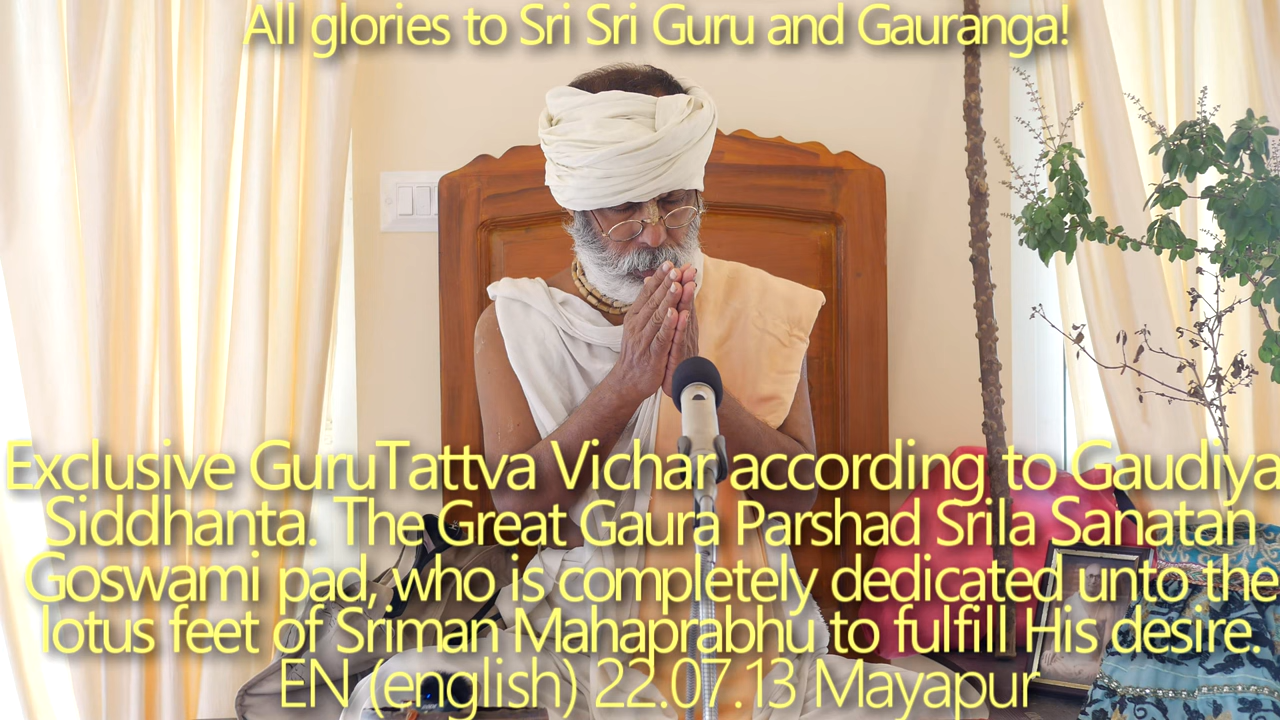 All glories to Sri Sri Guru and Gauranga!
Exclusive GuruTattva Vichar according to Gaudiya
Siddhanta. The Great Gaura Parshad Srila Sanatan
Goswami pad, who is completely dedicated unto the
lotus feet of Sriman Mahaprabhu to fulfill His desire.
EN (english) 22.07.13 Mayapur